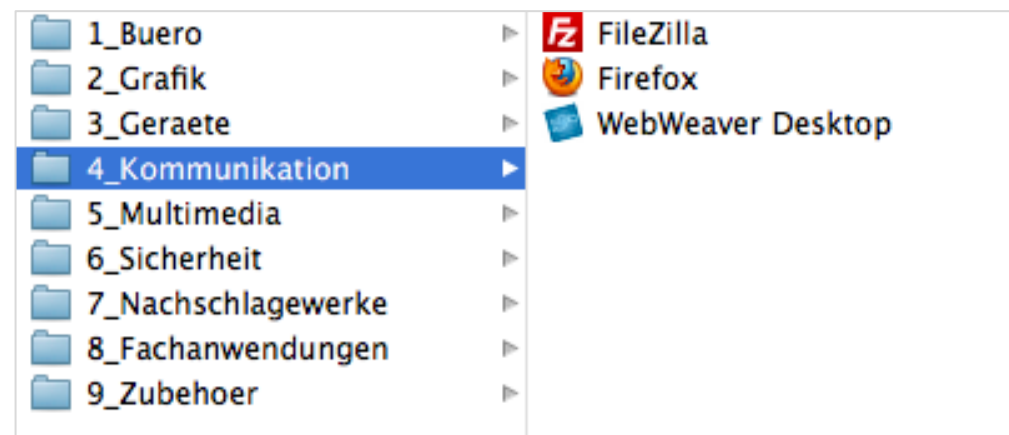 1_Buero
2_Grafik
3_Geraete
4_Kommunikation
5_Multimedia
6_Sicherheit
7_Nachschlagewerke
8_Fachanwendungen
9_Zubehoer
FileZilla
Firefox
WebWeaver Desktop